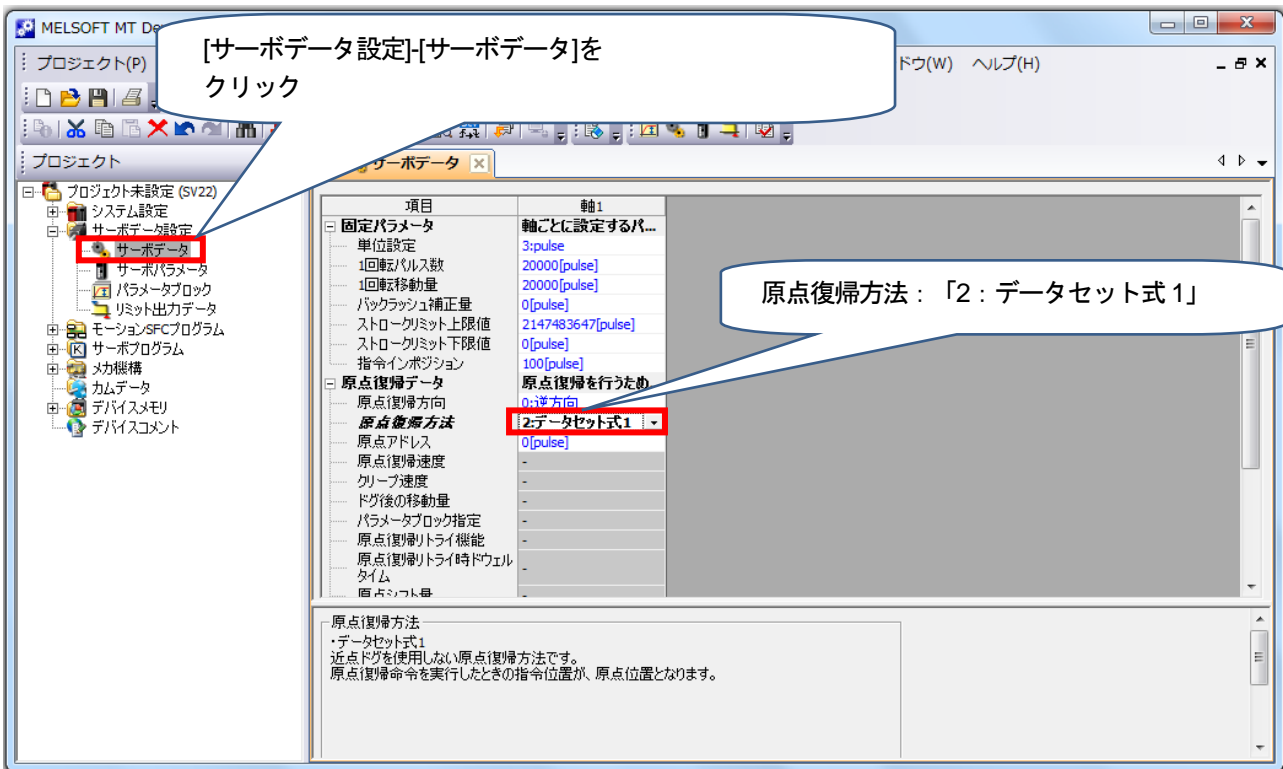 MELSOFT MT De
[サーボデータ設定]-[サーボデータ]を
クリック
プロジェクト(P)
ドウ(W) ヘルプ(H)
プロジェクト
サーボデータ
プロジェクト未設定 (SV22)
システム設定
サーボデータ設定
サーボデータ
サーボパラメータ
パラメータブロック
リミット出力データ
モーションSFCプログラム
サーボプログラム
メカ機構
カムデータ
デバイスメモリ
デバイスコメント
項目 軸1
固定パラメータ 軸ごとに設定するパ...
単位設定 3:pulse
1回転パルス数 20000[pulse]
1回転移動量 20000[pulse]
バックラッシュ補正量 0[pulse]
ストロークリミット上限値 2147483647[pulse]
ストロークリミット下限値 0[pulse]
指令インポジション 100[pulse]
原点復帰データ 原点復帰を行うため
原点復帰方向 0:逆方向
原点復帰方法 2:データセット式1
原点アドレス 0[pulse]
原点復帰速度 -
クリープ速度 -
ドグ後の移動量 -
パラメータブロック指定 -
原点復帰リトライ機能 -
原点復帰リトライ時ドウェル
タイム -
原点シフト量 -
原点復帰方法：「2：データセット式 1」
原点復帰方法
・データセット式1
近点ドグを使用しない原点復帰方法です。
原点復帰命令を実行したときの指令位置が、原点位置となります。